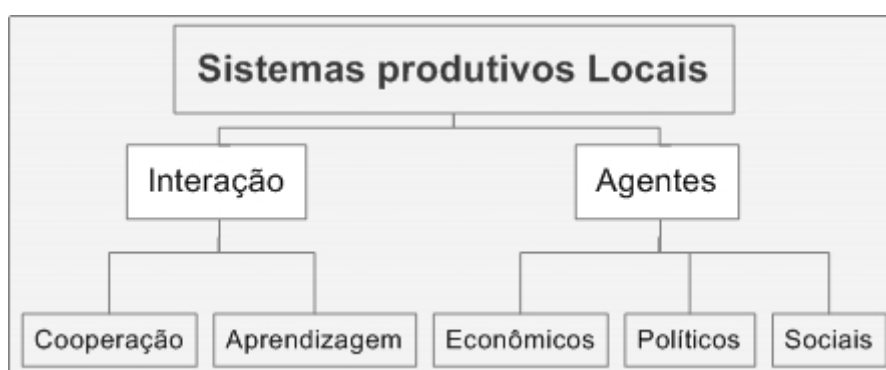 Sistemas produtivos Locais
Interação
Agentes
Cooperação
Aprendizagem
Econômicos
Políticos
Sociais